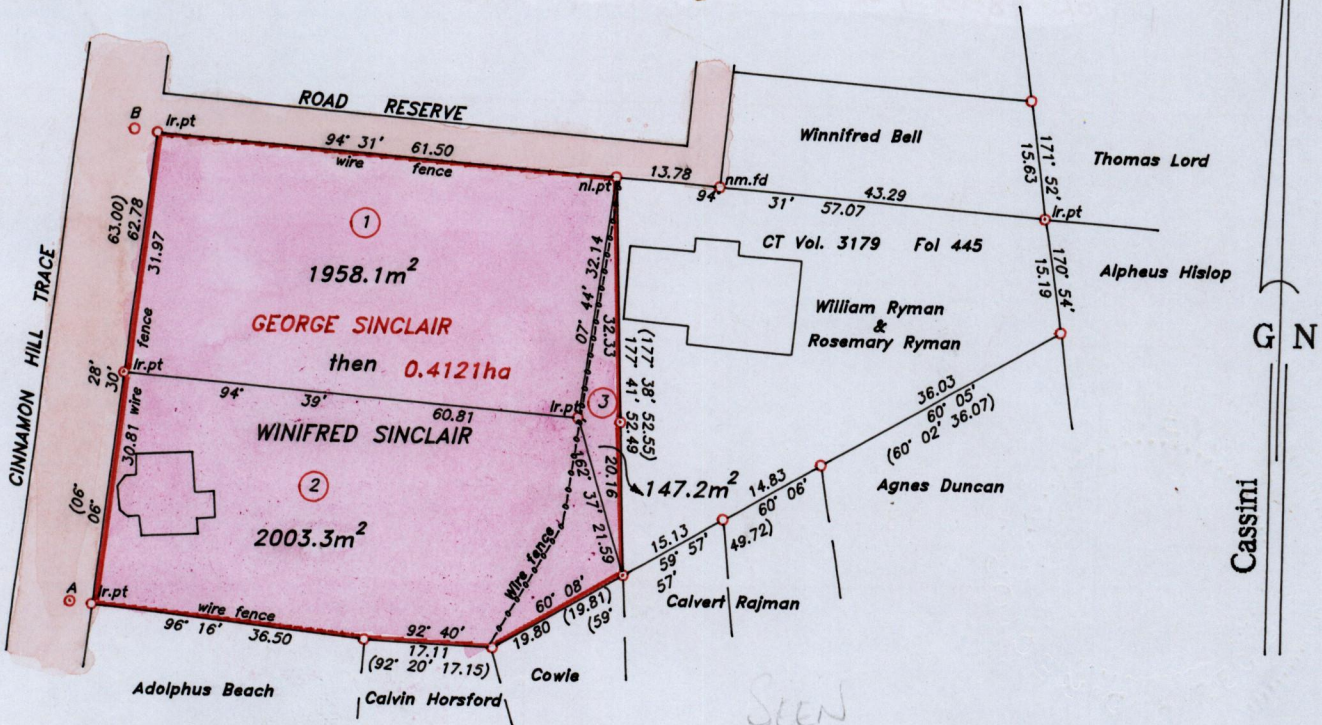 ROAD RESERVE
B
Ir.pt
94° 31' 61.50
wire fence
nl.pt
13.78
nm.fd
94° 31' 57.07
43.29
Winnifred Bell
171° 52'
15.63
Thomas Lord
Ir.pt
CT Vol. 3179 Fol 445
170° 54'
15.19
Alpheus Hislop
CINNAMON HILL TRACE
63.00)
62.78
31.97
fence
1
1958.1m²
GEORGE SINCLAIR
then 0.4121ha
07° 44' 32.14
32.33
William Ryman
&
Rosemary Ryman
(177° 38' 52.55)
177° 41' 52.49
G N
Cassini
28'
30'
Ir.pt
94° 39' 60.81
Ir.pt
3
36.03
60° 05'
(60° 02' 36.07)
WINIFRED SINCLAIR
30.81 wire
(06°
06°
2
2003.3m²
162° 37' 21.59
(20.16
147.2m²
14.83
60° 06'
49.72)
Agnes Duncan
15.13
59° 57'
57'
Calvert Rajman
Wire fence
60° 08'
19.80 (19.81)
(59°
A
Ir.pt
wire fence
96° 16' 36.50
92° 40'
17.11
(92° 20' 17.15)
Cowie
Adolphus Beach
Calvin Horsford
SEEN